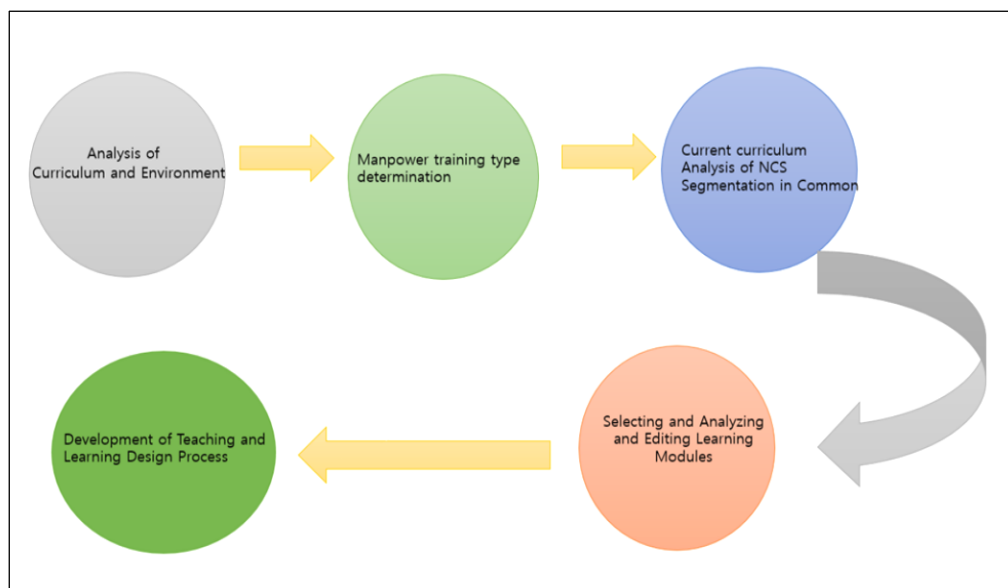 Analysis of
Curriculum and Environment
Manpower training type
determination
Current curriculum
Analysis of NCS
Segmentation in Common
Selecting and Analyzing
and Editing Learning
Modules
Development of Teaching and
Learning Design Process